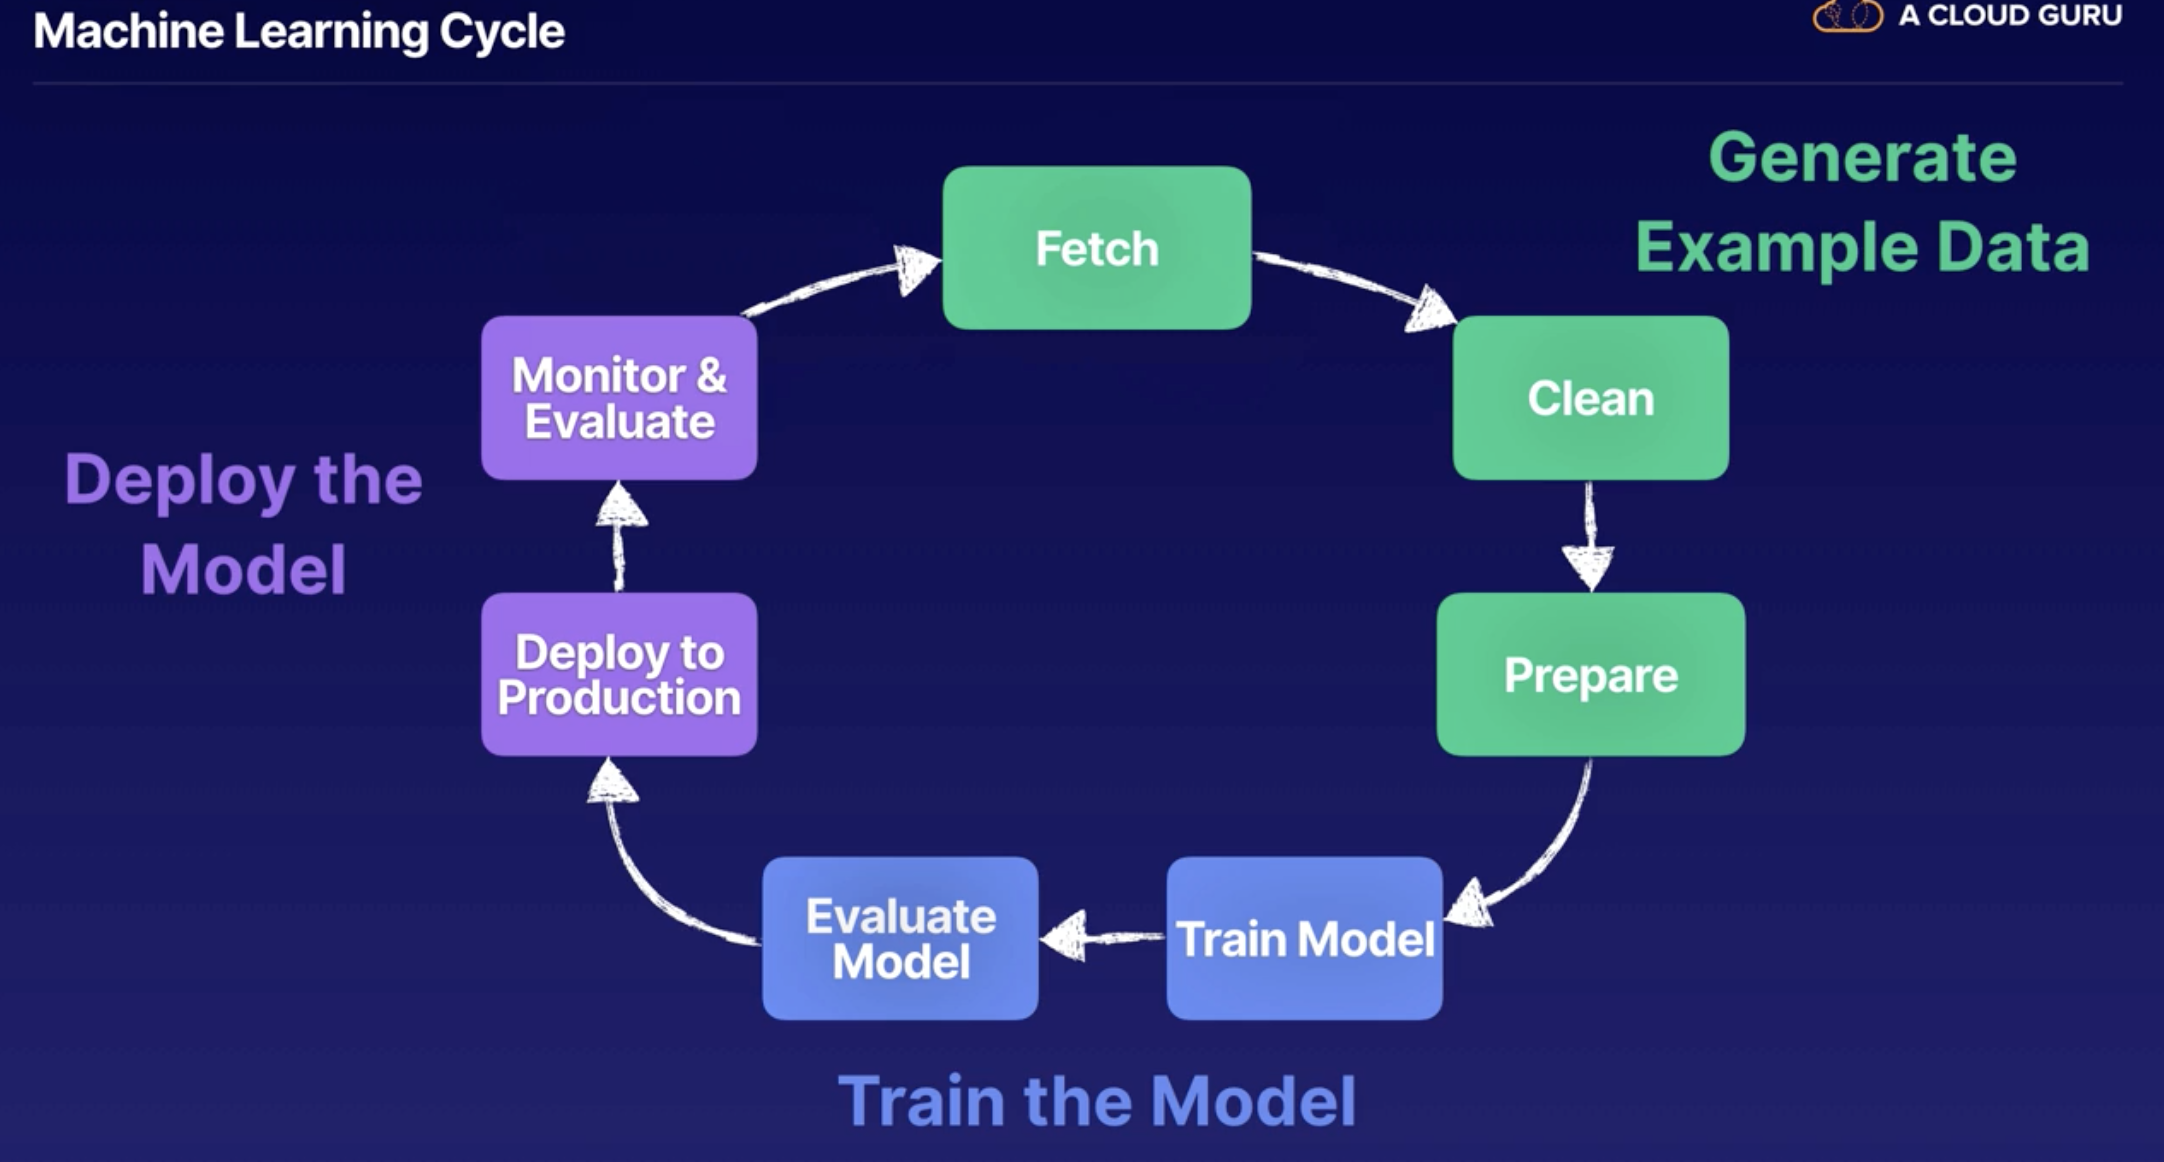 Machine Learning Cycle
A CLOUD GURU
Generate
Example Data
Fetch
Clean
Monitor &
Evaluate
Deploy the
Model
Prepare
Deploy to
Production
Evaluate
Model
Train Model
Train the Model